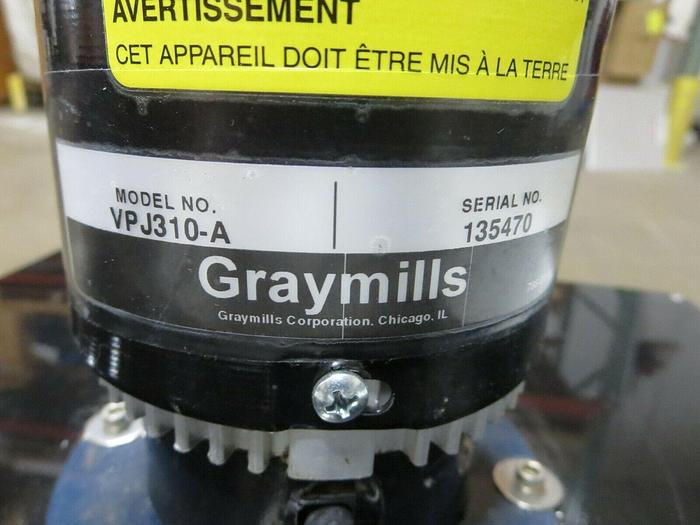 AVERTISSEMENT
CET APPAREIL DOIT ÊTRE MIS À LA TERRE
MODEL NO.
VPJ310-A
SERIAL NO.
135470
Graymills
Graymills Corporation. Chicago. IL